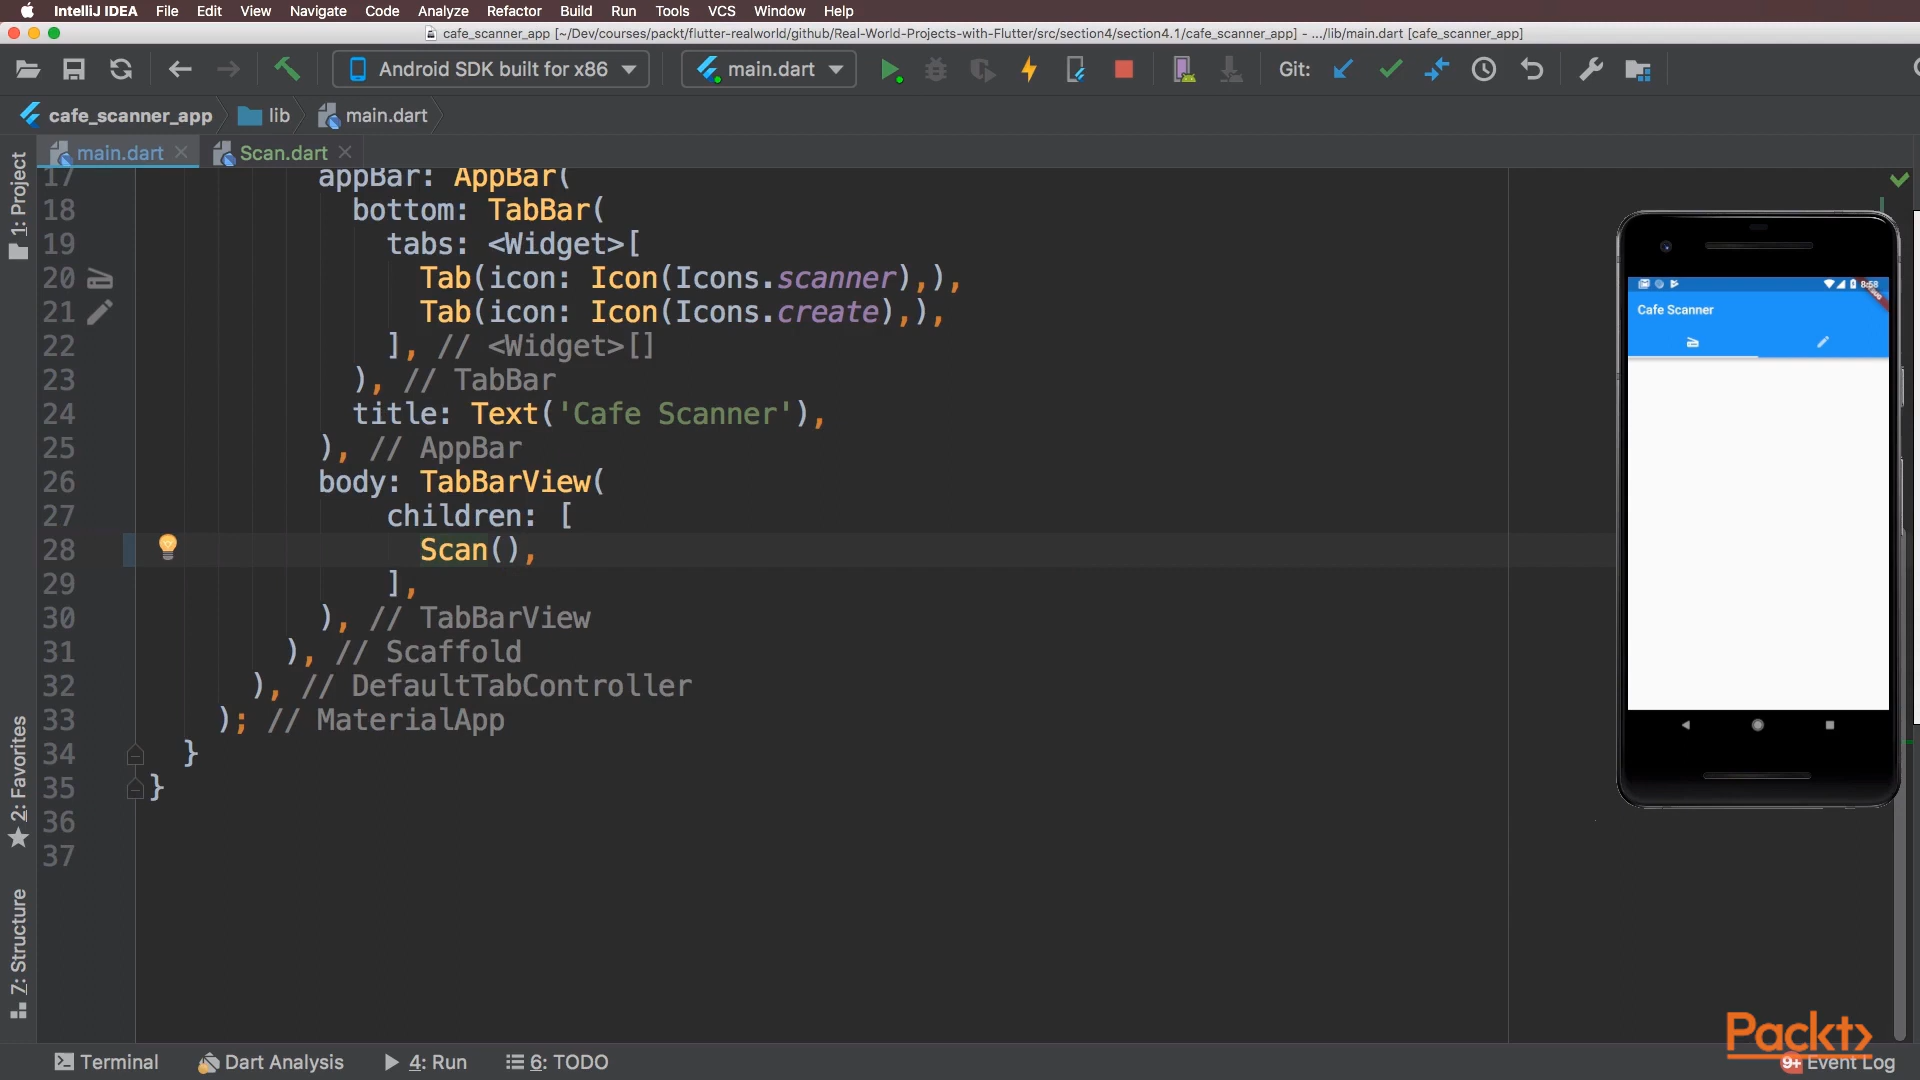 IntelliJ IDEA File Edit View Navigate Code Analyze Refactor Build Run Tools VCS Window Help
cafe_scanner_app [~/Dev/courses/packt/flutter-realworld/github/Real-World-Projects-with-Flutter/src/section4/section4.1/cafe_scanner_app] - .../lib/main.dart [cafe_scanner_app]
Android SDK built for x86 main.dart Git:
cafe_scanner_app lib main.dart
main.dart Scan.dart
1: Project
2: Favorites
7: Structure
17 appBar: AppBar(
18 bottom: TabBar(
19 tabs: <Widget>[
20 Tab(icon: Icon(Icons.scanner),),
21 Tab(icon: Icon(Icons.create),),
22 ], // <Widget>[]
23 ), // TabBar
24 title: Text('Cafe Scanner'),
25 ), // AppBar
26 body: TabBarView(
27 children: [
28 Scan(),
29 ],
30 ), // TabBarView
31 ), // Scaffold
32 ), // DefaultTabController
33 ); // MaterialApp
34 }
35 }
36
37
8:58
Cafe Scanner
Packt>
Terminal Dart Analysis 4: Run 6: TODO 9+ Event Log